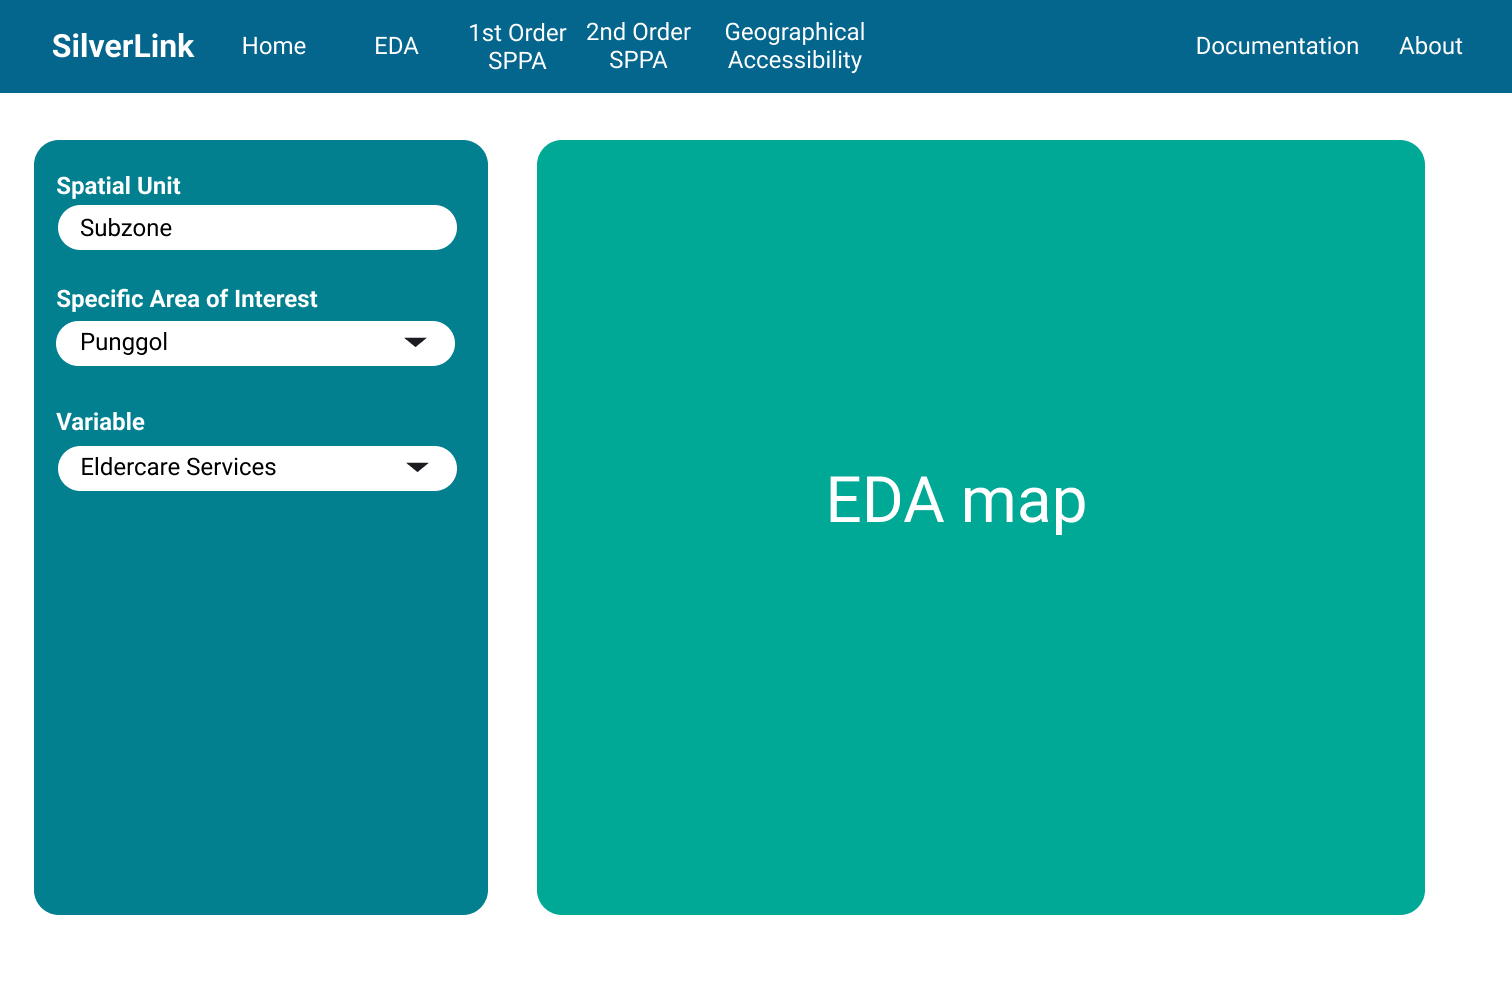 SilverLink
Home
EDA
1st Order
SPPA
2nd Order
SPPA
Geographical
Accessibility
Documentation
About
Spatial Unit
Subzone
Specific Area of Interest
Punggol
Variable
Eldercare Services
EDA map